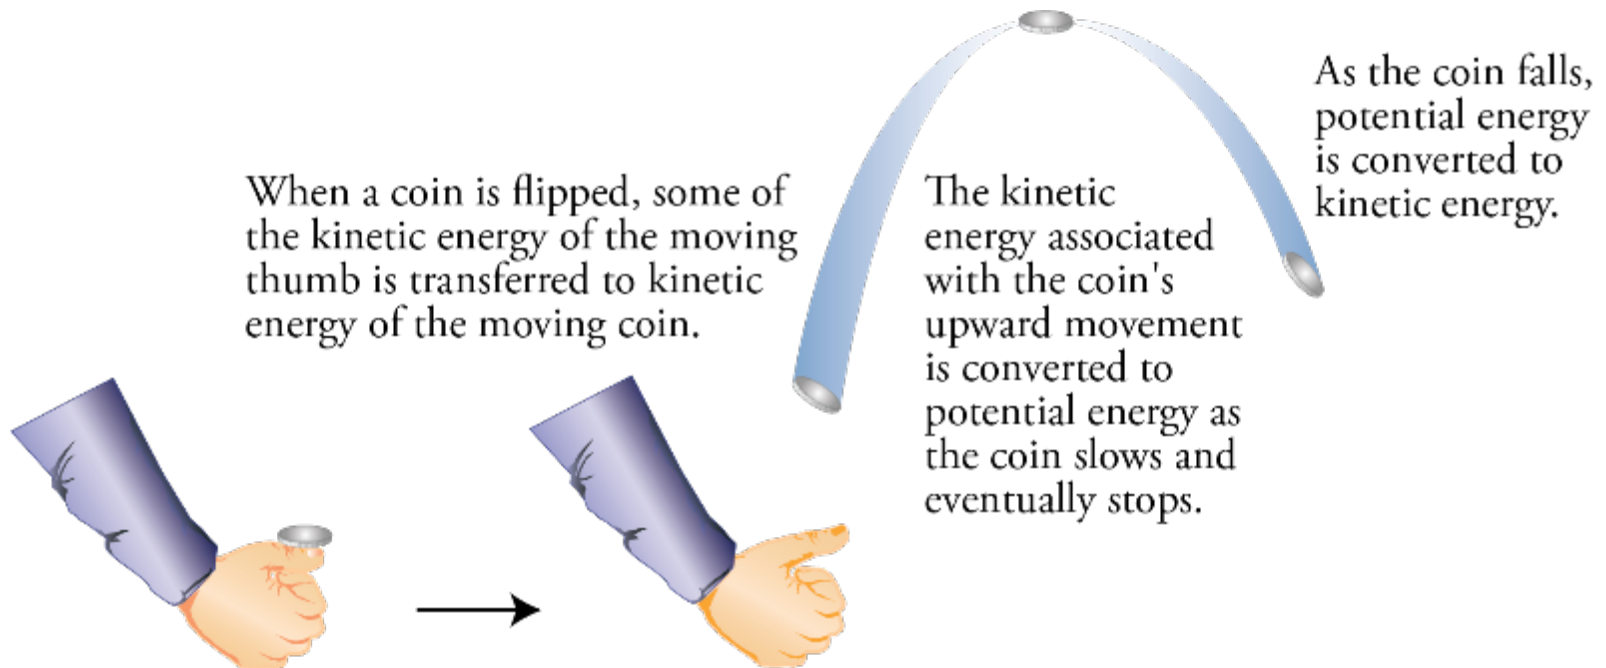 When a coin is flipped, some of
the kinetic energy of the moving
thumb is transferred to kinetic
energy of the moving coin.
The kinetic
energy associated
with the coin's
upward movement
is converted to
potential energy as
the coin slows and
eventually stops.
As the coin falls,
potential energy
is converted to
kinetic energy.